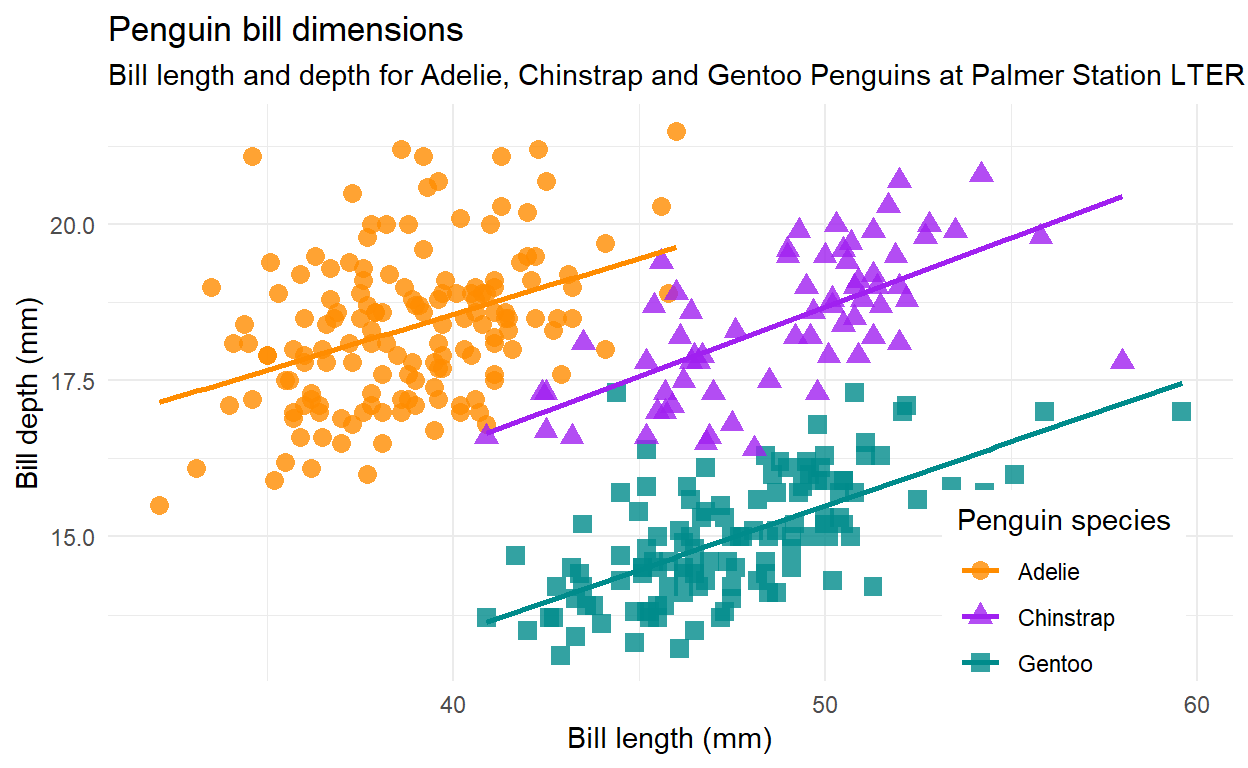 Penguin bill dimensions
Bill length and depth for Adelie, Chinstrap and Gentoo Penguins at Palmer Station LTER
Bill depth (mm)
20.0
17.5
15.0
Penguin species
Adelie
Chinstrap
Gentoo
40 50 60
Bill length (mm)